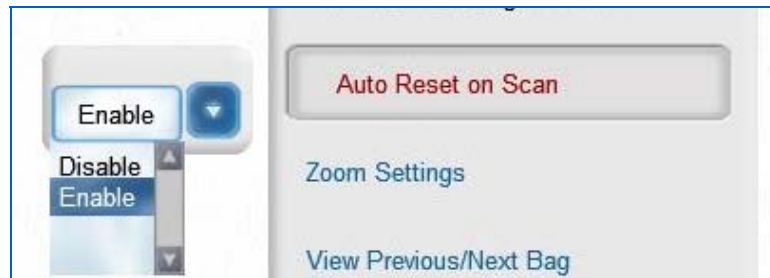 Enable
Disable
Enable
Auto Reset on Scan
Zoom Settings
View Previous/Next Bag